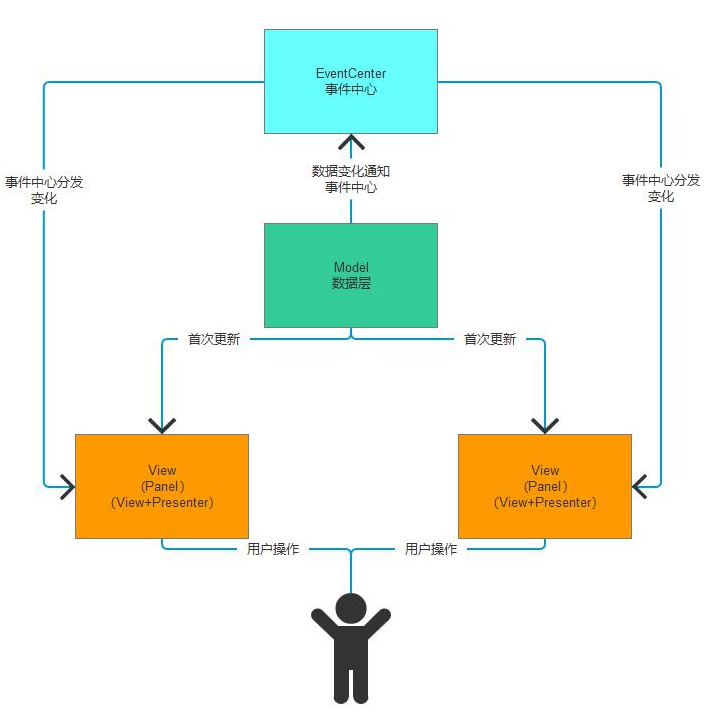 EventCenter
事件中心
数据变化通知
事件中心
事件中心分发
变化
事件中心分发
变化
Model
数据层
首次更新
首次更新
View
(Panel）
（View+Presenter）
View
(Panel）
（View+Presenter）
用户操作
用户操作